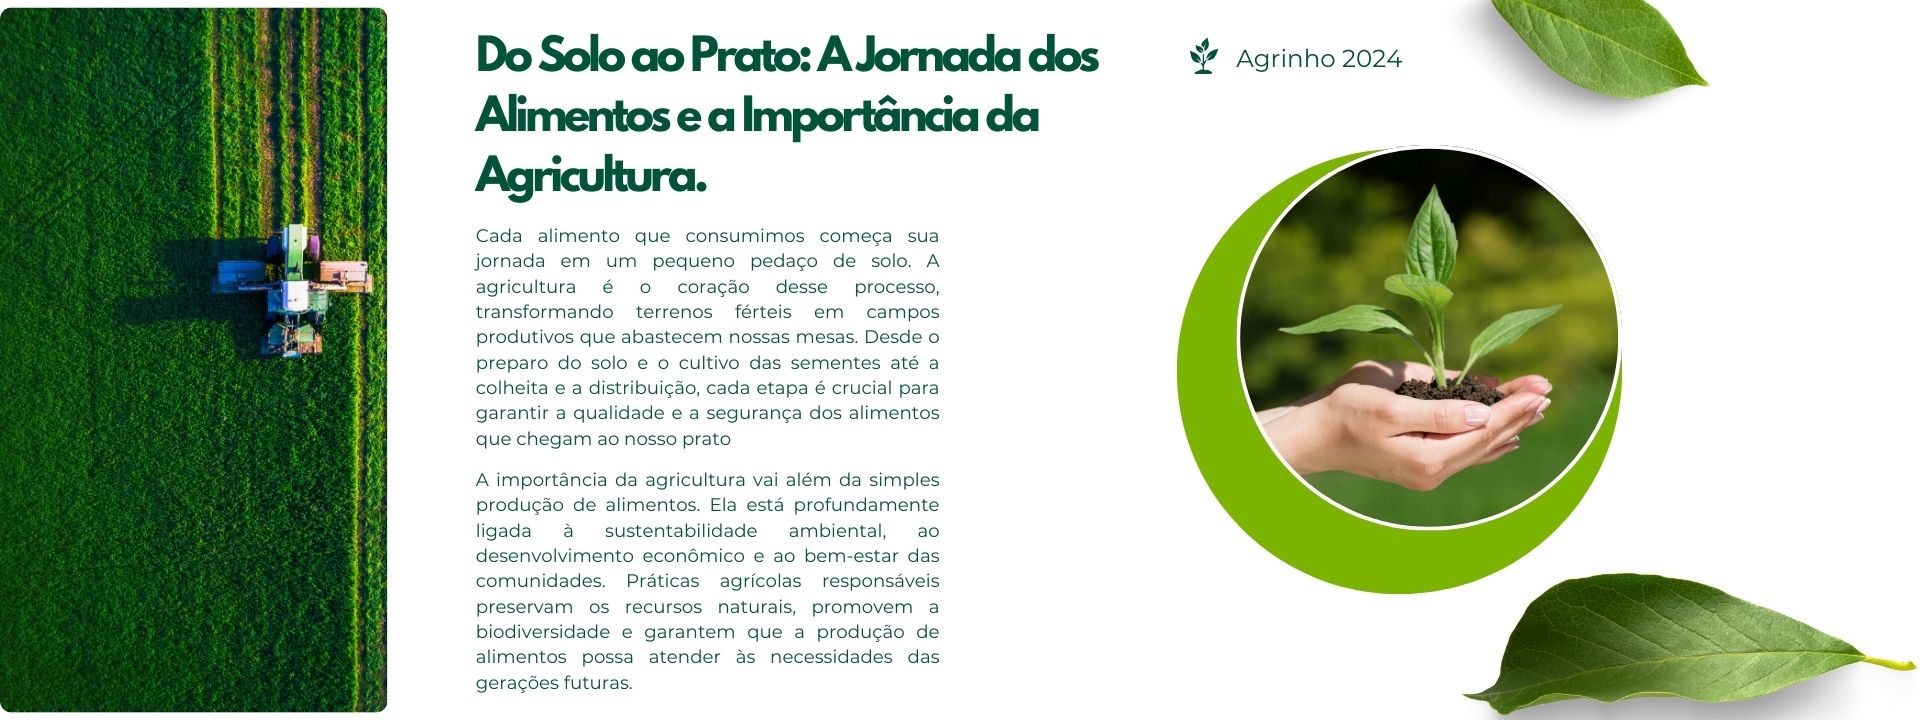 Do Solo ao Prato: A Jornada dos
Alimentos e a Importância da
Agricultura.
Agrinho 2024
Cada alimento que consumimos começa sua
jornada em um pequeno pedaço de solo. A
agricultura é o coração desse processo,
transformando terrenos férteis em campos
produtivos que abastecem nossas mesas. Desde o
preparo do solo e o cultivo das sementes até a
colheita e a distribuição, cada etapa é crucial para
garantir a qualidade e a segurança dos alimentos
que chegam ao nosso prato
A importância da agricultura vai além da simples
produção de alimentos. Ela está profundamente
ligada à sustentabilidade ambiental, ao
desenvolvimento econômico e ao bem-estar das
comunidades. Práticas agrícolas responsáveis
preservam os recursos naturais, promovem a
biodiversidade e garantem que a produção de
alimentos possa atender às necessidades das
gerações futuras.